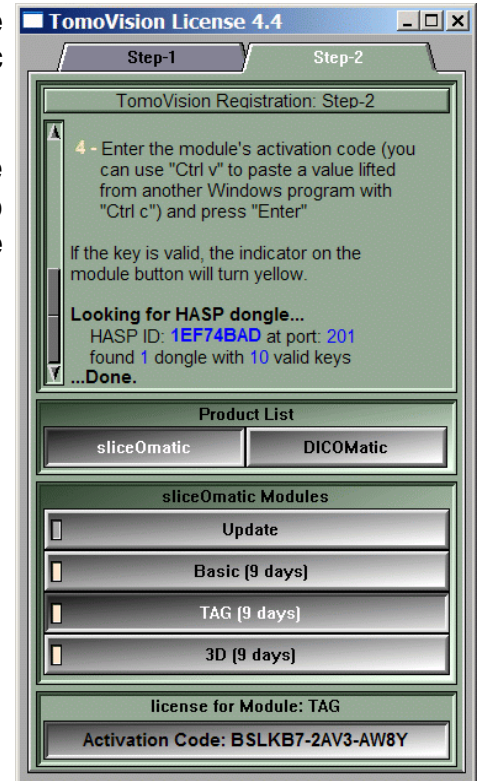 TomoVision License 4.4
Step-1 Step-2
TomoVision Registration: Step-2
4 - Enter the module's activation code (you
can use "Ctrl v" to paste a value lifted
from another Windows program with
"Ctrl c") and press "Enter"
If the key is valid, the indicator on the
module button will turn yellow.
Looking for HASP dongle...
HASP ID: 1EF74BAD at port: 201
found 1 dongle with 10 valid keys
...Done.
Product List
sliceOmatic DICOMatic
sliceOmatic Modules
Update
Basic (9 days)
TAG (9 days)
3D (9 days)
license for Module: TAG
Activation Code: BSLKB7-2AV3-AW8Y